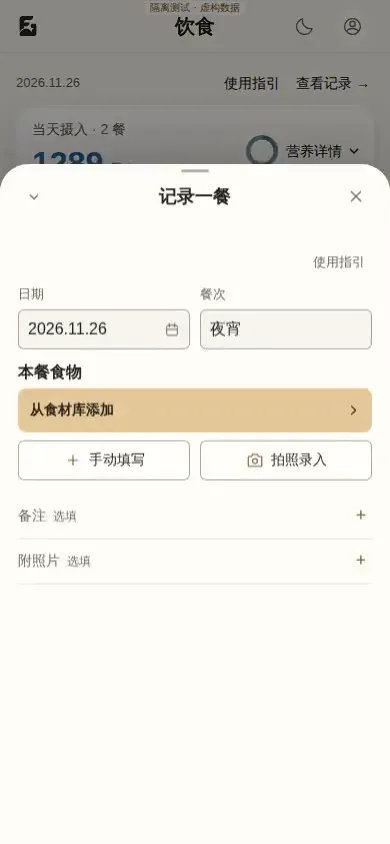 隔离测试 · 虚构数据
饮食
2026.11.26
使用指引 查看记录 →
当天摄入 · 2 餐
1289
营养详情
记录一餐
使用指引
日期 餐次
2026.11.26 夜宵
本餐食物
从食材库添加
手动填写 拍照录入
备注 选填
附照片 选填